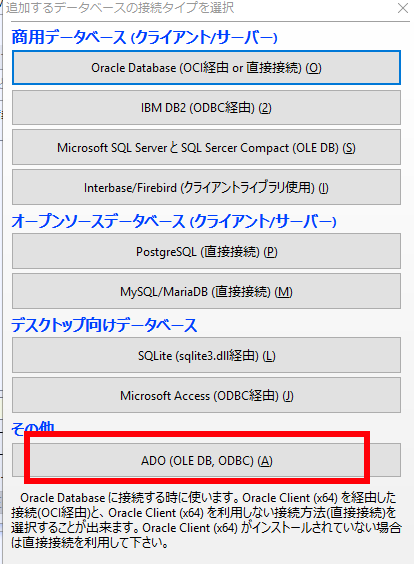 追加するデータベースの接続タイプを選択
商用データベース (クライアント/サーバー)
Oracle Database (OCI経由 or 直接接続) (O)
IBM DB2 (ODBC経由) (2)
Microsoft SQL ServerとSQL Sercer Compact (OLE DB) (S)
Interbase/Firebird (クライアントライブラリ使用) (I)
オープンソースデータベース (クライアント/サーバー)
PostgreSQL (直接接続) (P)
MySQL/MariaDB (直接接続) (M)
デスクトップ向けデータベース
SQLite (sqlite3.dll経由) (L)
Microsoft Access (ODBC経由) (J)
その他
ADO (OLE DB, ODBC) (A)
Oracle Database に接続する時に使います。Oracle Client (x64) を経由した
接続(OCI経由)と、Oracle Client (x64) を利用しない接続方法(直接接続)を
選択することが出来ます。Oracle Client (x64) がインストールされていない場合
は直接接続を利用して下さい。